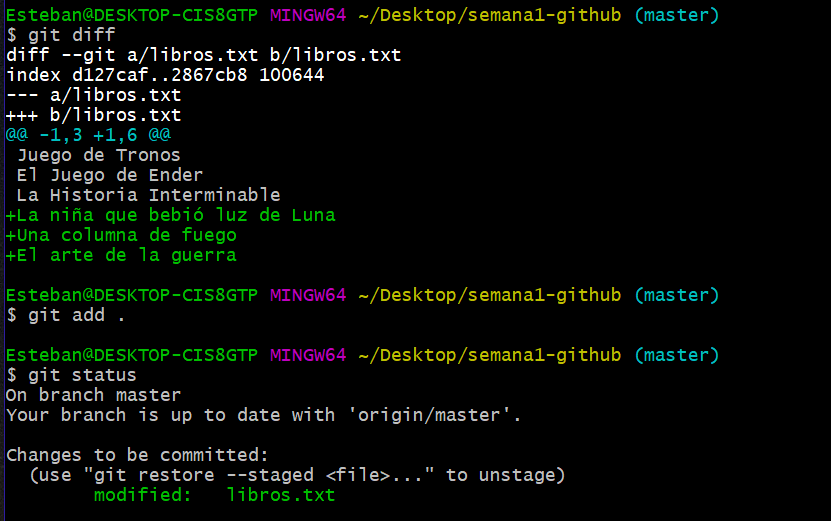 Esteban@DESKTOP-CIS8GTP MINGW64 ~/Desktop/semana1-github (master)
$ git diff
diff --git a/libros.txt b/libros.txt
index d127caf..2867cb8 100644
--- a/libros.txt
+++ b/libros.txt
@@ -1,3 +1,6 @@
 Juego de Tronos
 El Juego de Ender
 La Historia Interminable
+La niña que bebió luz de Luna
+Una columna de fuego
+El arte de la guerra

Esteban@DESKTOP-CIS8GTP MINGW64 ~/Desktop/semana1-github (master)
$ git add .

Esteban@DESKTOP-CIS8GTP MINGW64 ~/Desktop/semana1-github (master)
$ git status
On branch master
Your branch is up to date with 'origin/master'.

Changes to be committed:
  (use "git restore --staged <file>..." to unstage)
        modified:   libros.txt